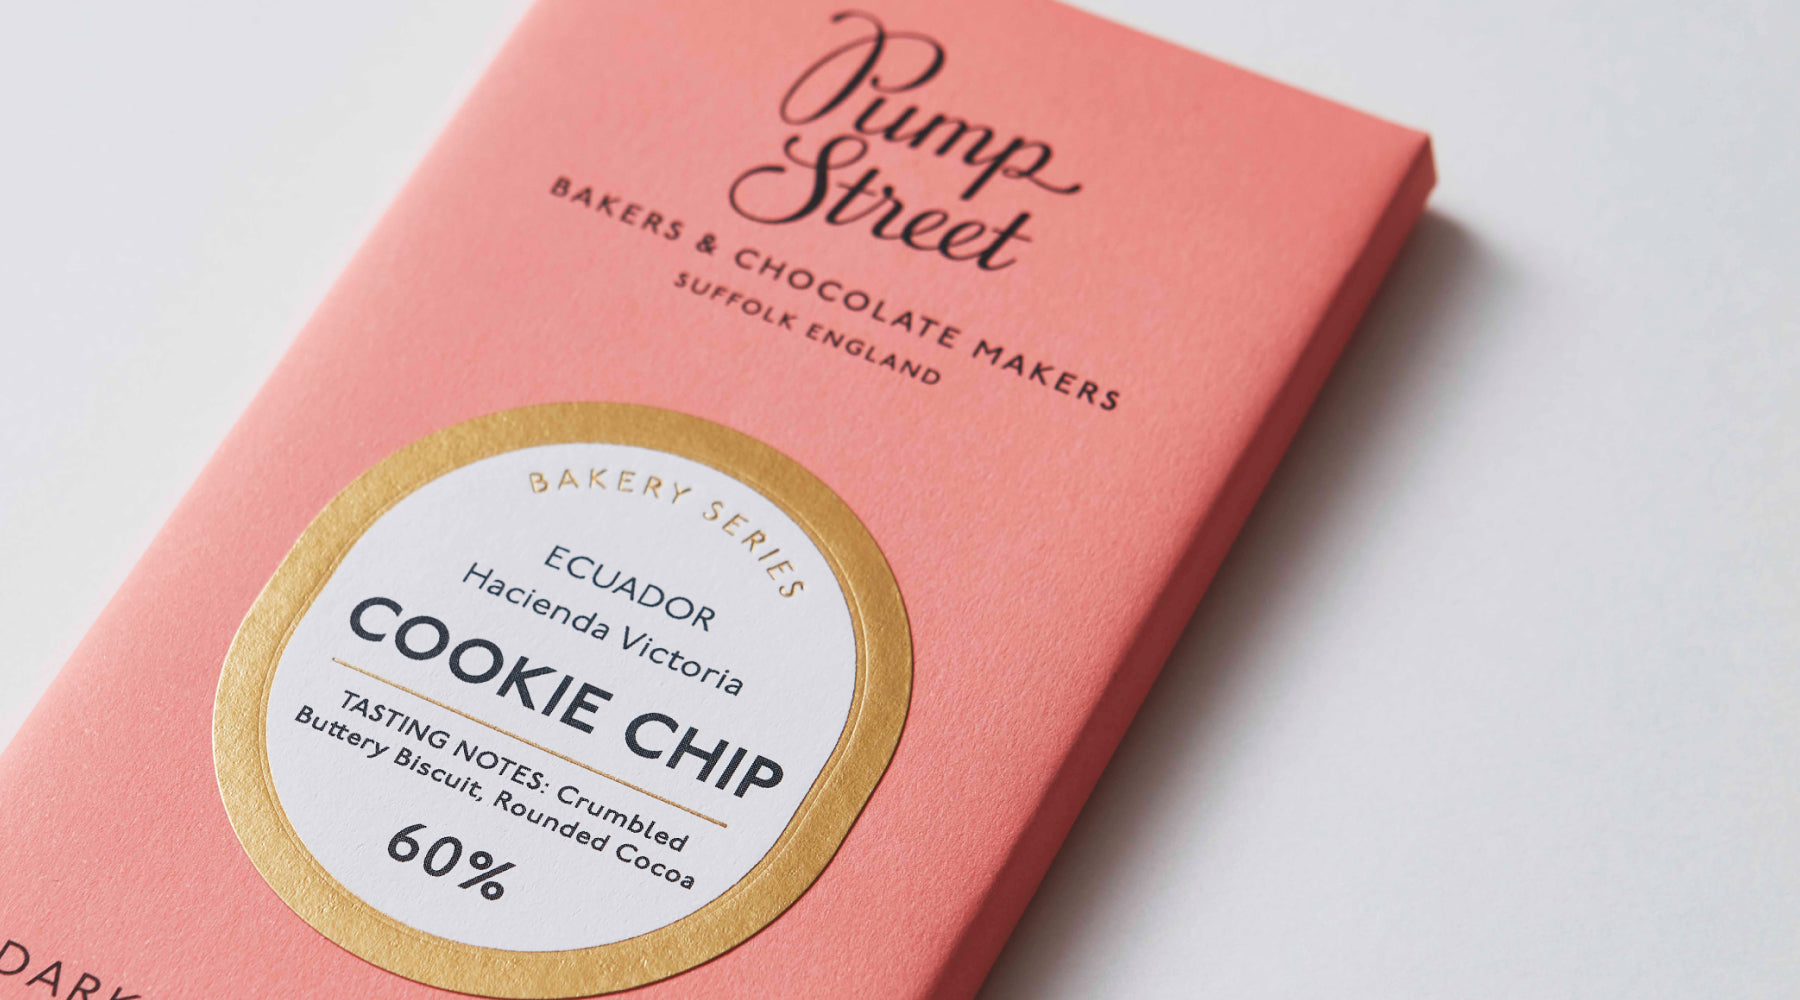 Pump
Street
BAKERS & CHOCOLATE MAKERS
SUFFOLK ENGLAND
BAKERY SERIES
ECUADOR
Hacienda Victoria
COOKIE CHIP
TASTING NOTES: Crumbled
Buttery Biscuit, Rounded Cocoa
60%
DARK